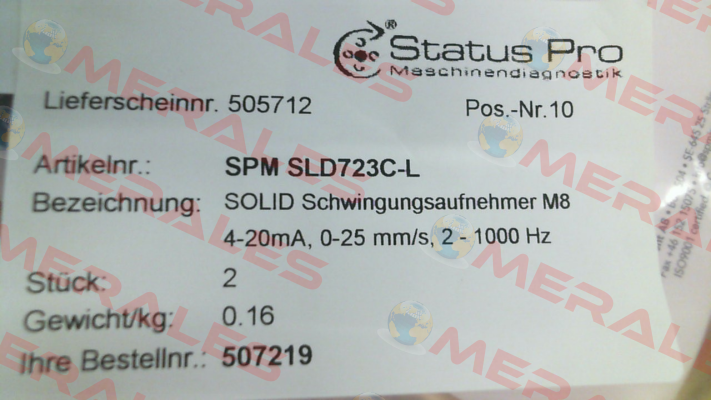 Status Pro
Maschinendiagnostik
Lieferscheinnr. 505712 Pos.-Nr.10
Artikelnr.: SPM SLD723C-L
Bezeichnung: SOLID Schwingungsaufnehmer M8
4-20mA, 0-25 mm/s, 2 - 1000 Hz
Stück: 2
Gewicht/kg: 0.16
Ihre Bestellnr.: 507219
MERALES
MERALES
MERALES
MERALES